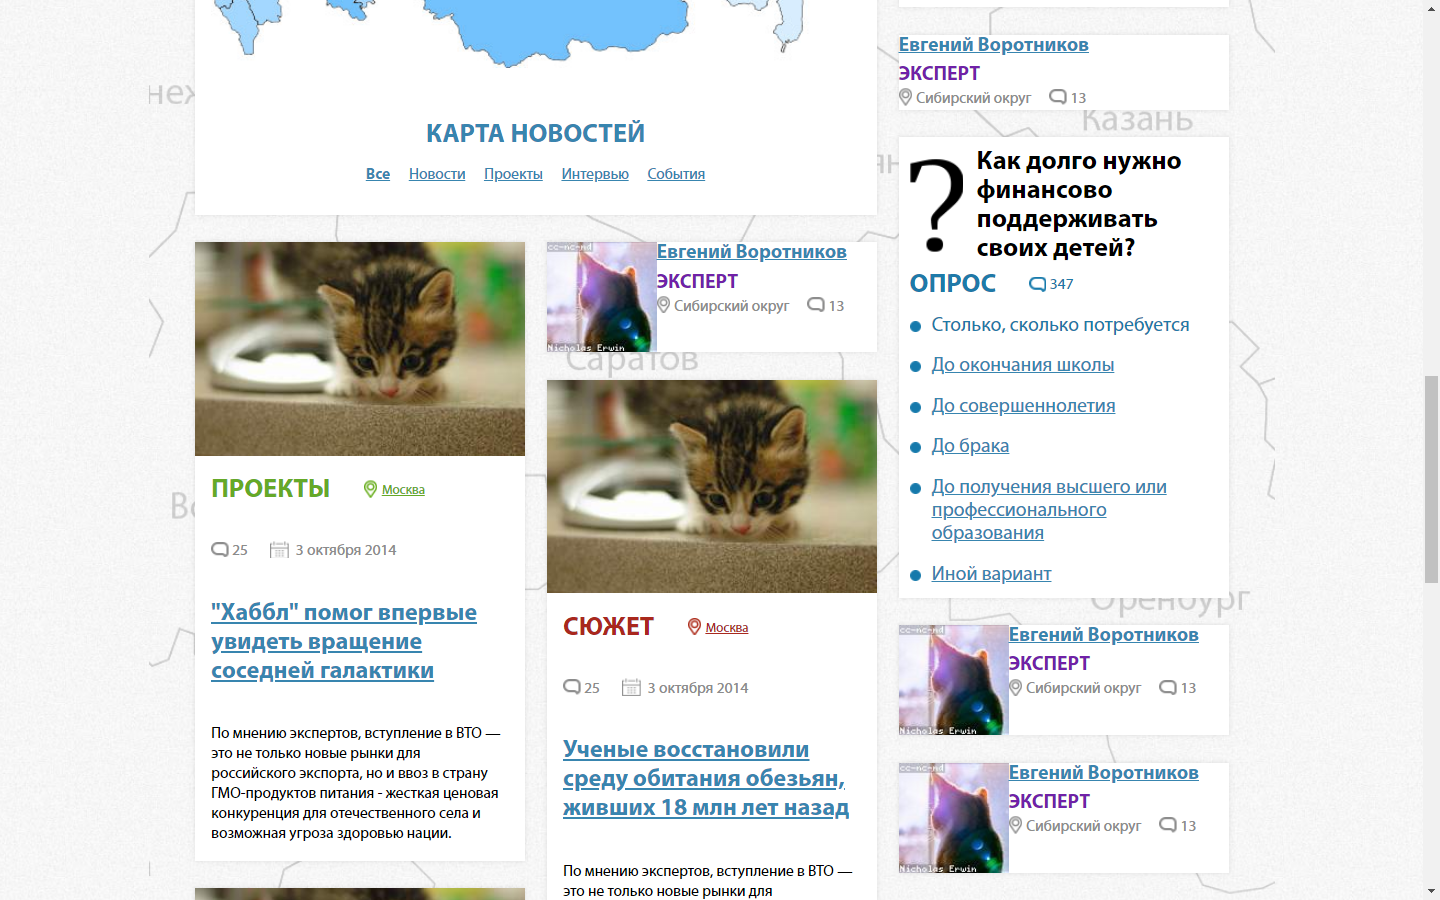 КАРТА НОВОСТЕЙ
Все Новости Проекты Интервью События
ПРОЕКТЫ Москва
25 3 октября 2014
"Хаббл" помог впервые
увидеть вращение
соседней галактики
По мнению экспертов, вступление в ВТО —
это не только новые рынки для
российского экспорта, но и ввоз в страну
ГМО-продуктов питания - жесткая ценовая
конкуренция для отечественного села и
возможная угроза здоровью нации.
cc-nc-nd
Nicholas Erwin
Евгений Воротников
ЭКСПЕРТ
Сибирский округ 13
Саратов
СЮЖЕТ Москва
25 3 октября 2014
Ученые восстановили
среду обитания обезьян,
живших 18 млн лет назад
По мнению экспертов, вступление в ВТО —
это не только новые рынки для
Евгений Воротников
ЭКСПЕРТ
Сибирский округ 13
Казань
?
Как долго нужно
финансово
поддерживать
своих детей?
ОПРОС 347
Столько, сколько потребуется
До окончания школы
До совершеннолетия
До брака
До получения высшего или
профессионального
образования
Иной вариант
Оренбург
cc-nc-nd
Nicholas Erwin
Евгений Воротников
ЭКСПЕРТ
Сибирский округ 13
cc-nc-nd
Nicholas Erwin
Евгений Воротников
ЭКСПЕРТ
Сибирский округ 13